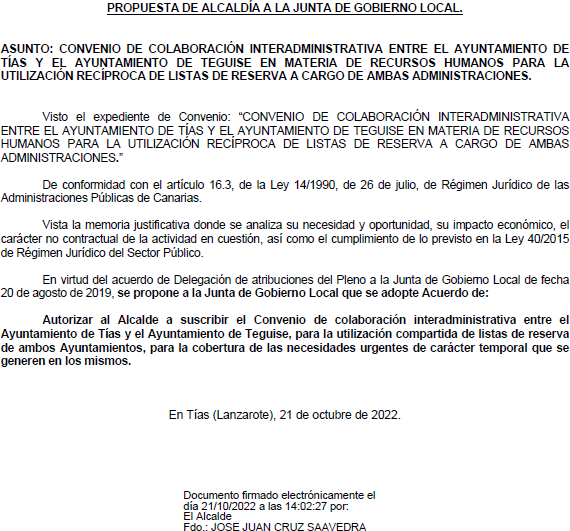 PROPUESTA DE ALCALDÍA A LA JUNTA DE GOBIERNO LOCAL.
ASUNTO: CONVENIO DE COLABORACIÓN INTERADMINISTRATIVA ENTRE EL AYUNTAMIENTO DE
TÍAS Y EL AYUNTAMIENTO DE TEGUISE EN MATERIA DE RECURSOS HUMANOS PARA LA
UTILIZACIÓN RECÍPROCA DE LISTAS DE RESERVA A CARGO DE AMBAS ADMINISTRACIONES.
Visto el expediente de Convenio: “CONVENIO DE COLABORACIÓN INTERADMINISTRATIVA
ENTRE EL AYUNTAMIENTO DE TÍAS Y EL AYUNTAMIENTO DE TEGUISE EN MATERIA DE RECURSOS
HUMANOS PARA LA UTILIZACIÓN RECÍPROCA DE LISTAS DE RESERVA A CARGO DE AMBAS
ADMINISTRACIONES.”
De conformidad con el artículo 16.3, de la Ley 14/1990, de 26 de julio, de Régimen Jurídico de las
Administraciones Públicas de Canarias.
Vista la memoria justificativa donde se analiza su necesidad y oportunidad, su impacto económico, el
carácter no contractual de la actividad en cuestión, así como el cumplimiento de lo previsto en la Ley 40/2015
de Régimen Jurídico del Sector Público.
En virtud del acuerdo de Delegación de atribuciones del Pleno a la Junta de Gobierno Local de fecha
20 de agosto de 2019, se propone a la Junta de Gobierno Local que se adopte Acuerdo de:
Autorizar al Alcalde a suscribir el Convenio de colaboración interadministrativa entre el
Ayuntamiento de Tías y el Ayuntamiento de Teguise, para la utilización compartida de listas de reserva
de ambos Ayuntamientos, para la cobertura de las necesidades urgentes de carácter temporal que se
generen en los mismos.
En Tías (Lanzarote), 21 de octubre de 2022.
Documento firmado electrónicamente el
día 21/10/2022 a las 14:02:27 por:
El Alcalde
Fdo.: JOSE JUAN CRUZ SAAVEDRA